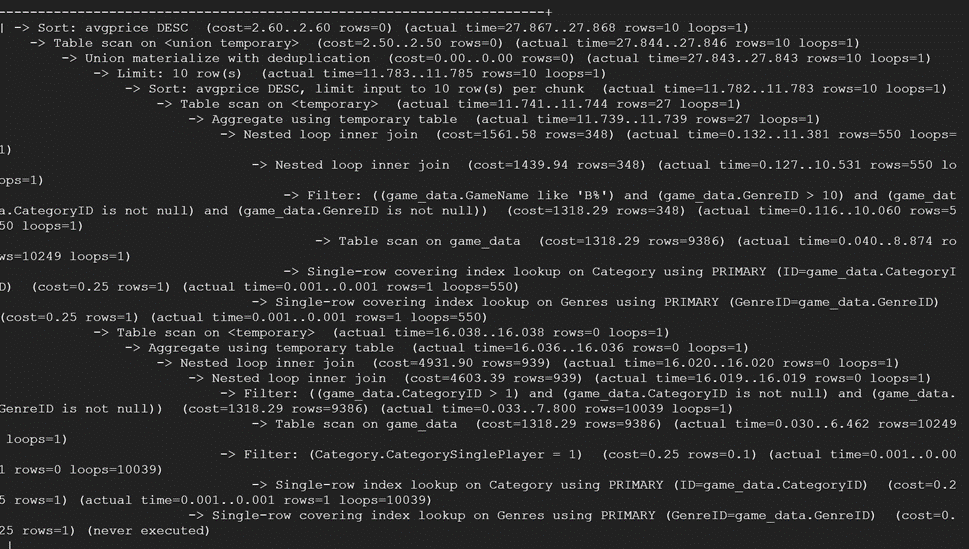 | -> Sort: avgprice DESC  (cost=2.60..2.60 rows=0) (actual time=27.867..27.868 rows=10 loops=1)
-> Table scan on <union temporary>  (cost=2.50..2.50 rows=0) (actual time=27.844..27.846 rows=10 loops=1)
-> Union materialize with deduplication  (cost=0.00..0.00 rows=0) (actual time=27.843..27.843 rows=10 loops=1)
-> Limit: 10 row(s)  (actual time=11.783..11.785 rows=10 loops=1)
-> Sort: avgprice DESC, limit input to 10 row(s) per chunk  (actual time=11.782..11.783 rows=10 loops=1)
-> Table scan on <temporary>  (actual time=11.741..11.744 rows=27 loops=1)
-> Aggregate using temporary table  (actual time=11.739..11.739 rows=27 loops=1)
-> Nested loop inner join  (cost=1561.58 rows=348) (actual time=0.132..11.381 rows=550 loops=
1)
-> Nested loop inner join  (cost=1439.94 rows=348) (actual time=0.127..10.531 rows=550 lo
ops=1)
-> Filter: ((game_data.GameName like 'B%') and (game_data.GenreID > 10) and (game_dat
a.CategoryID is not null) and (game_data.GenreID is not null))  (cost=1318.29 rows=348) (actual time=0.116..10.060 rows=5
50 loops=1)
-> Table scan on game_data  (cost=1318.29 rows=9386) (actual time=0.040..8.874 ro
ws=10249 loops=1)
-> Single-row covering index lookup on Category using PRIMARY (ID=game_data.CategoryI
D)  (cost=0.25 rows=1) (actual time=0.001..0.001 rows=1 loops=550)
-> Single-row covering index lookup on Genres using PRIMARY (GenreID=game_data.GenreID)
(cost=0.25 rows=1) (actual time=0.001..0.001 rows=1 loops=550)
-> Table scan on <temporary>  (actual time=16.038..16.038 rows=0 loops=1)
-> Aggregate using temporary table  (actual time=16.036..16.036 rows=0 loops=1)
-> Nested loop inner join  (cost=4931.90 rows=939) (actual time=16.020..16.020 rows=0 loops=1)
-> Nested loop inner join  (cost=4603.39 rows=939) (actual time=16.019..16.019 rows=0 loops=1)
-> Filter: ((game_data.CategoryID > 1) and (game_data.CategoryID is not null) and (game_data.
GenreID is not null))  (cost=1318.29 rows=9386) (actual time=0.033..7.800 rows=10039 loops=1)
-> Table scan on game_data  (cost=1318.29 rows=9386) (actual time=0.030..6.462 rows=10249
loops=1)
-> Filter: (Category.CategorySinglePlayer = 1)  (cost=0.25 rows=0.1) (actual time=0.001..0.00
1 rows=0 loops=10039)
-> Single-row index lookup on Category using PRIMARY (ID=game_data.CategoryID)  (cost=0.2
5 rows=1) (actual time=0.001..0.001 rows=1 loops=10039)
-> Single-row covering index lookup on Genres using PRIMARY (GenreID=game_data.GenreID)  (cost=0.
25 rows=1) (never executed)
|